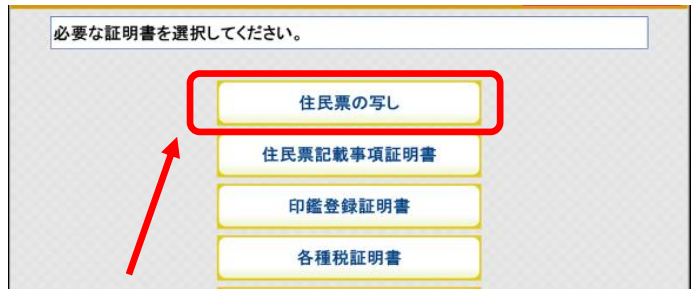 必要な証明書を選択してください。
住民票の写し
住民票記載事項証明書
印鑑登録証明書
各種税証明書